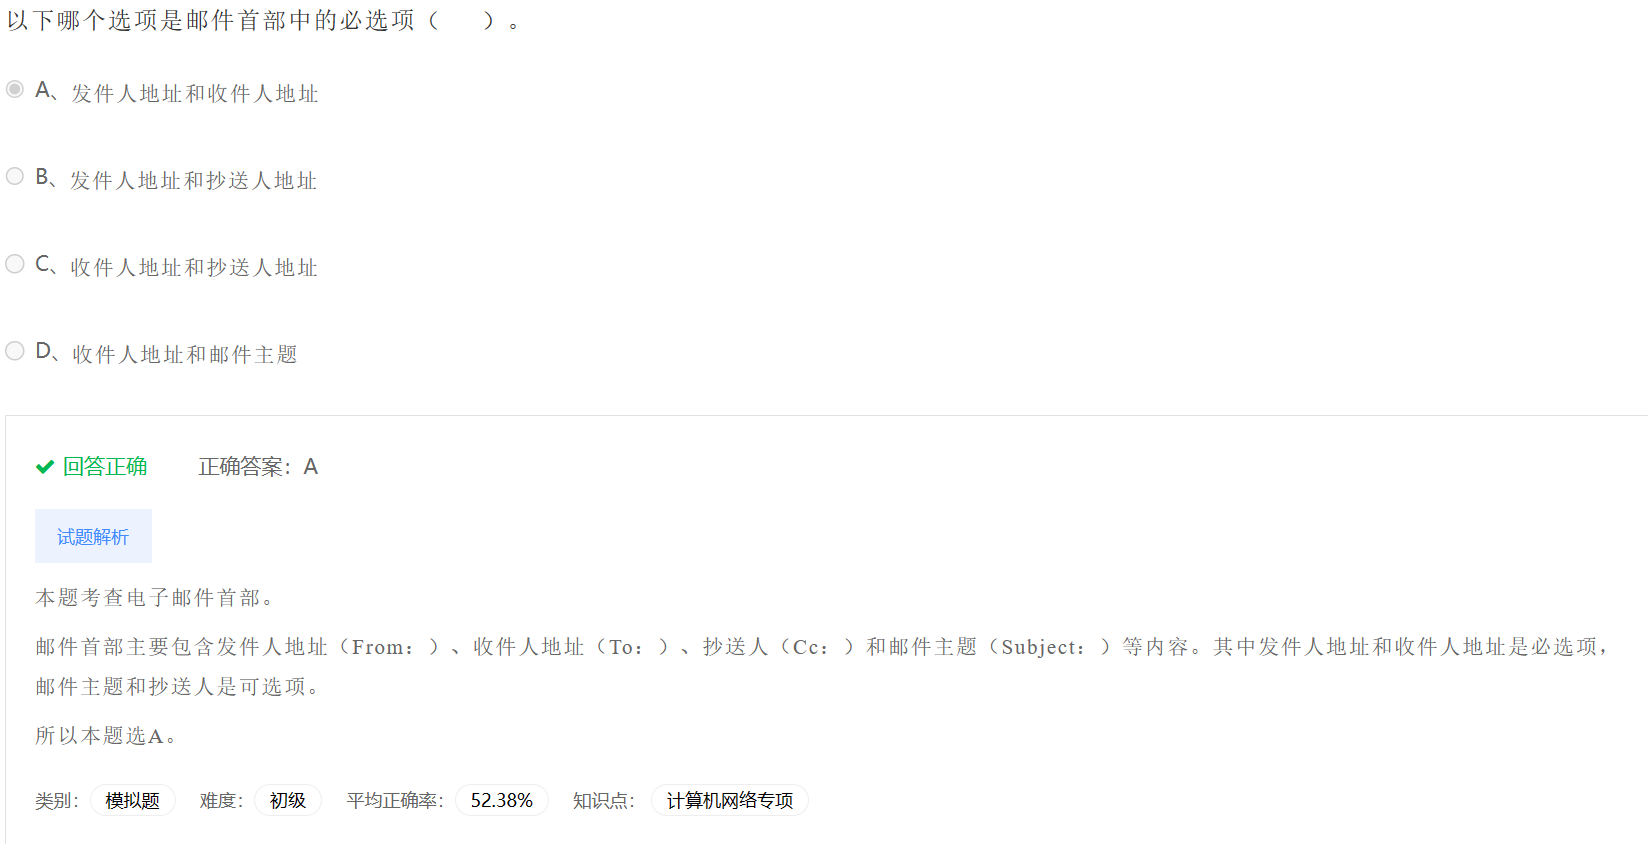 以下哪个选项是邮件首部中的必选项（　　）。
A、发件人地址和收件人地址
B、发件人地址和抄送人地址
C、收件人地址和抄送人地址
D、收件人地址和邮件主题
回答正确 正确答案：A
试题解析
本题考查电子邮件首部。
邮件首部主要包含发件人地址（From：）、收件人地址（To：）、抄送人（Cc：）和邮件主题（Subject：）等内容。其中发件人地址和收件人地址是必选项，
邮件主题和抄送人是可选项。
所以本题选A。
类别： 模拟题 难度： 初级 平均正确率： 52.38% 知识点： 计算机网络专项